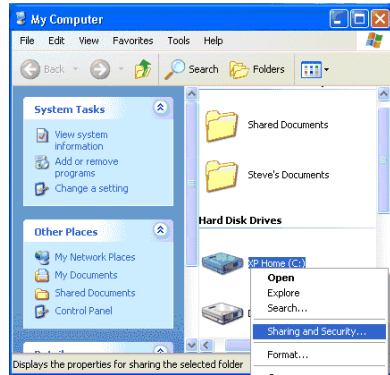 My Computer
File Edit View Favorites Tools Help
Back Search Folders
System Tasks
View system
information
Add or remove
programs
Change a setting
Other Places
My Network Places
My Documents
Shared Documents
Control Panel
Shared Documents
Steve's Documents
Hard Disk Drives
XP Home (C:)
Open
Explore
Search...
Sharing and Security...
Format...
Displays the properties for sharing the selected folder